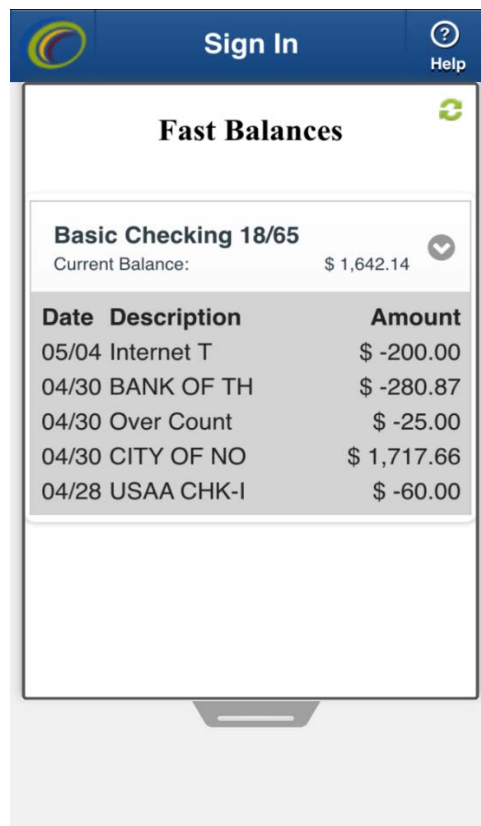 Sign In
Help
Fast Balances
Basic Checking 18/65
Current Balance: $ 1,642.14
Date Description Amount
05/04 Internet T $ -200.00
04/30 BANK OF TH $ -280.87
04/30 Over Count $ -25.00
04/30 CITY OF NO $ 1,717.66
04/28 USAA CHK-I $ -60.00